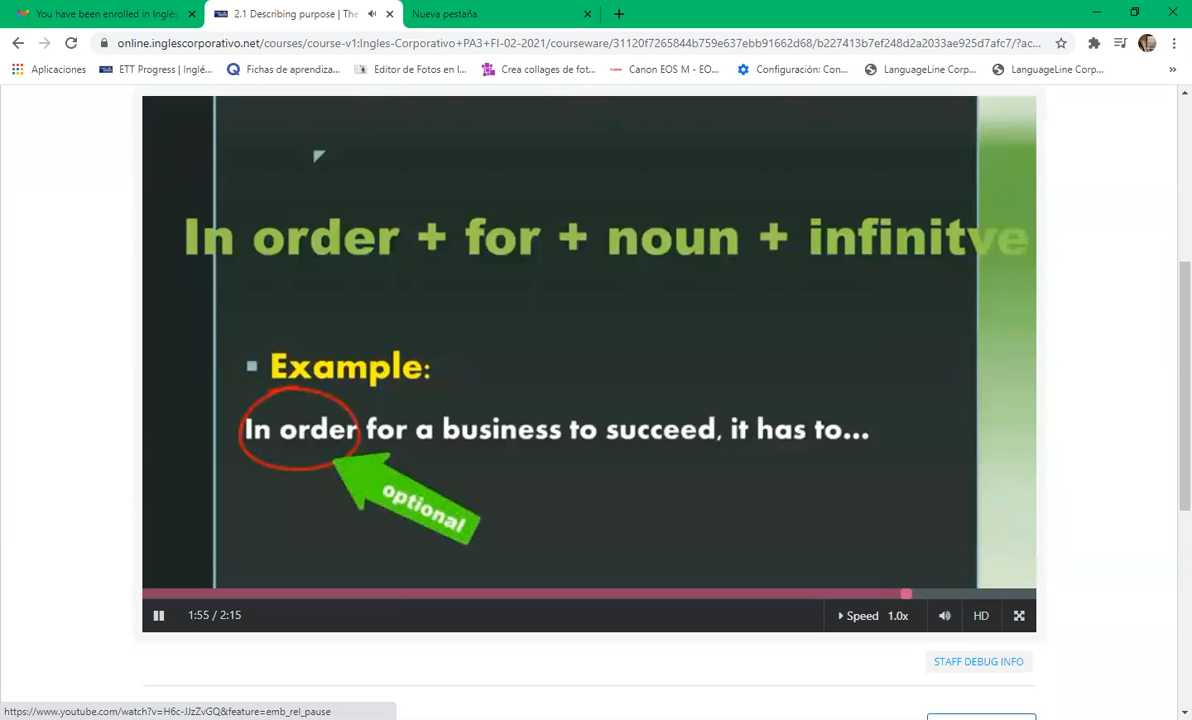 You have been enrolled in Inglés
2.1 Describing purpose | The
Nueva pestaña
online.inglescorporativo.net/courses/course-v1:Ingles-Corporativo+PA3+FI-02-2021/courseware/31120f7265844b759e637ebb91662d68/b227413b7ef248d2a2033ae925d7afc7/?ac...
Aplicaciones
ETT Progress | Inglé...
Fichas de aprendiza...
Editor de Fotos en l...
Crea collages de fot...
Canon EOS M - EO...
Configuración: Con...
LanguageLine Corp...
LanguageLine Corp...
»
In order + for + noun + infinitve
Example:
In order for a business to succeed, it has to...
optional
1:55 / 2:15
Speed 1.0x
HD
STAFF DEBUG INFO
https://www.youtube.com/watch?v=H6c-JJzZvGQ&feature=emb_rel_pause